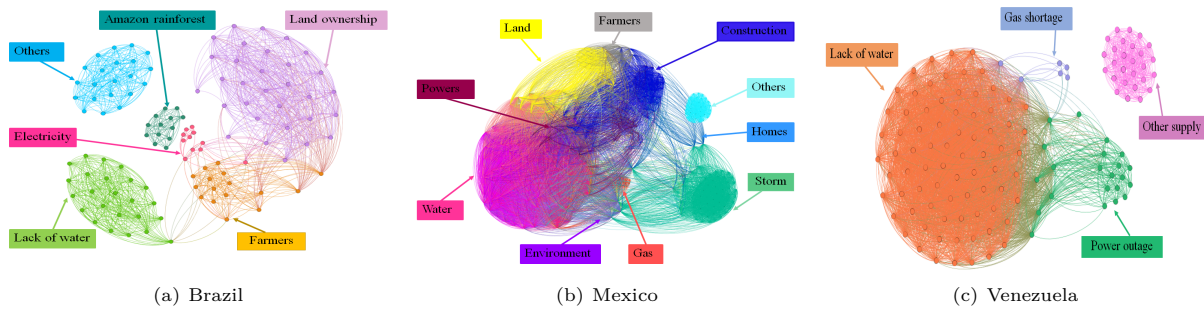 Amazon rainforest
Land ownership
Others
Electricity
Lack of water
Farmers
(a) Brazil
Farmers
Land
Construction
Powers
Others
Homes
Storm
Water
Environment
Gas
(b) Mexico
Gas shortage
Lack of water
Other supply
Power outage
(c) Venezuela